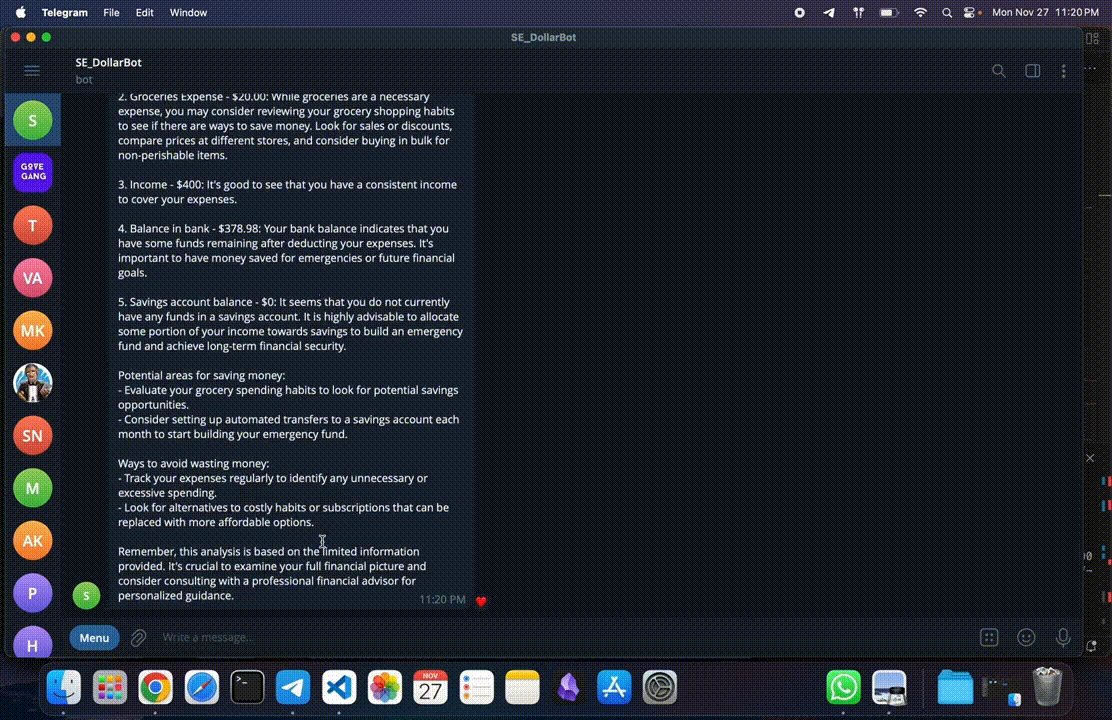 Telegram File Edit Window
Mon Nov 27 11:20 PM
SE_DollarBot
SE_DollarBot
bot
2. Groceries Expense - $20.00: While groceries are a necessary
expense, you may consider reviewing your grocery shopping habits
to see if there are ways to save money. Look for sales or discounts,
compare prices at different stores, and consider buying in bulk for
non-perishable items.
3. Income - $400: It's good to see that you have a consistent income
to cover your expenses.
4. Balance in bank - $378.98: Your bank balance indicates that you
have some funds remaining after deducting your expenses. It's
important to have money saved for emergencies or future financial
goals.
5. Savings account balance - $0: It seems that you do not currently
have any funds in a savings account. It is highly advisable to allocate
some portion of your income towards savings to build an emergency
fund and achieve long-term financial security.
Potential areas for saving money:
- Evaluate your grocery spending habits to look for potential savings
opportunities.
- Consider setting up automated transfers to a savings account each
month to start building your emergency fund.
Ways to avoid wasting money:
- Track your expenses regularly to identify any unnecessary or
excessive spending.
- Look for alternatives to costly habits or subscriptions that can be
replaced with more affordable options.
Remember, this analysis is based on the limited information
provided. It's crucial to examine your full financial picture and
consider consulting with a professional financial advisor for
personalized guidance.
11:20 PM
S
GOVE
GANG
T
VA
MK
SN
M
AK
P
H
S
Menu
Write a message...
NOV
27